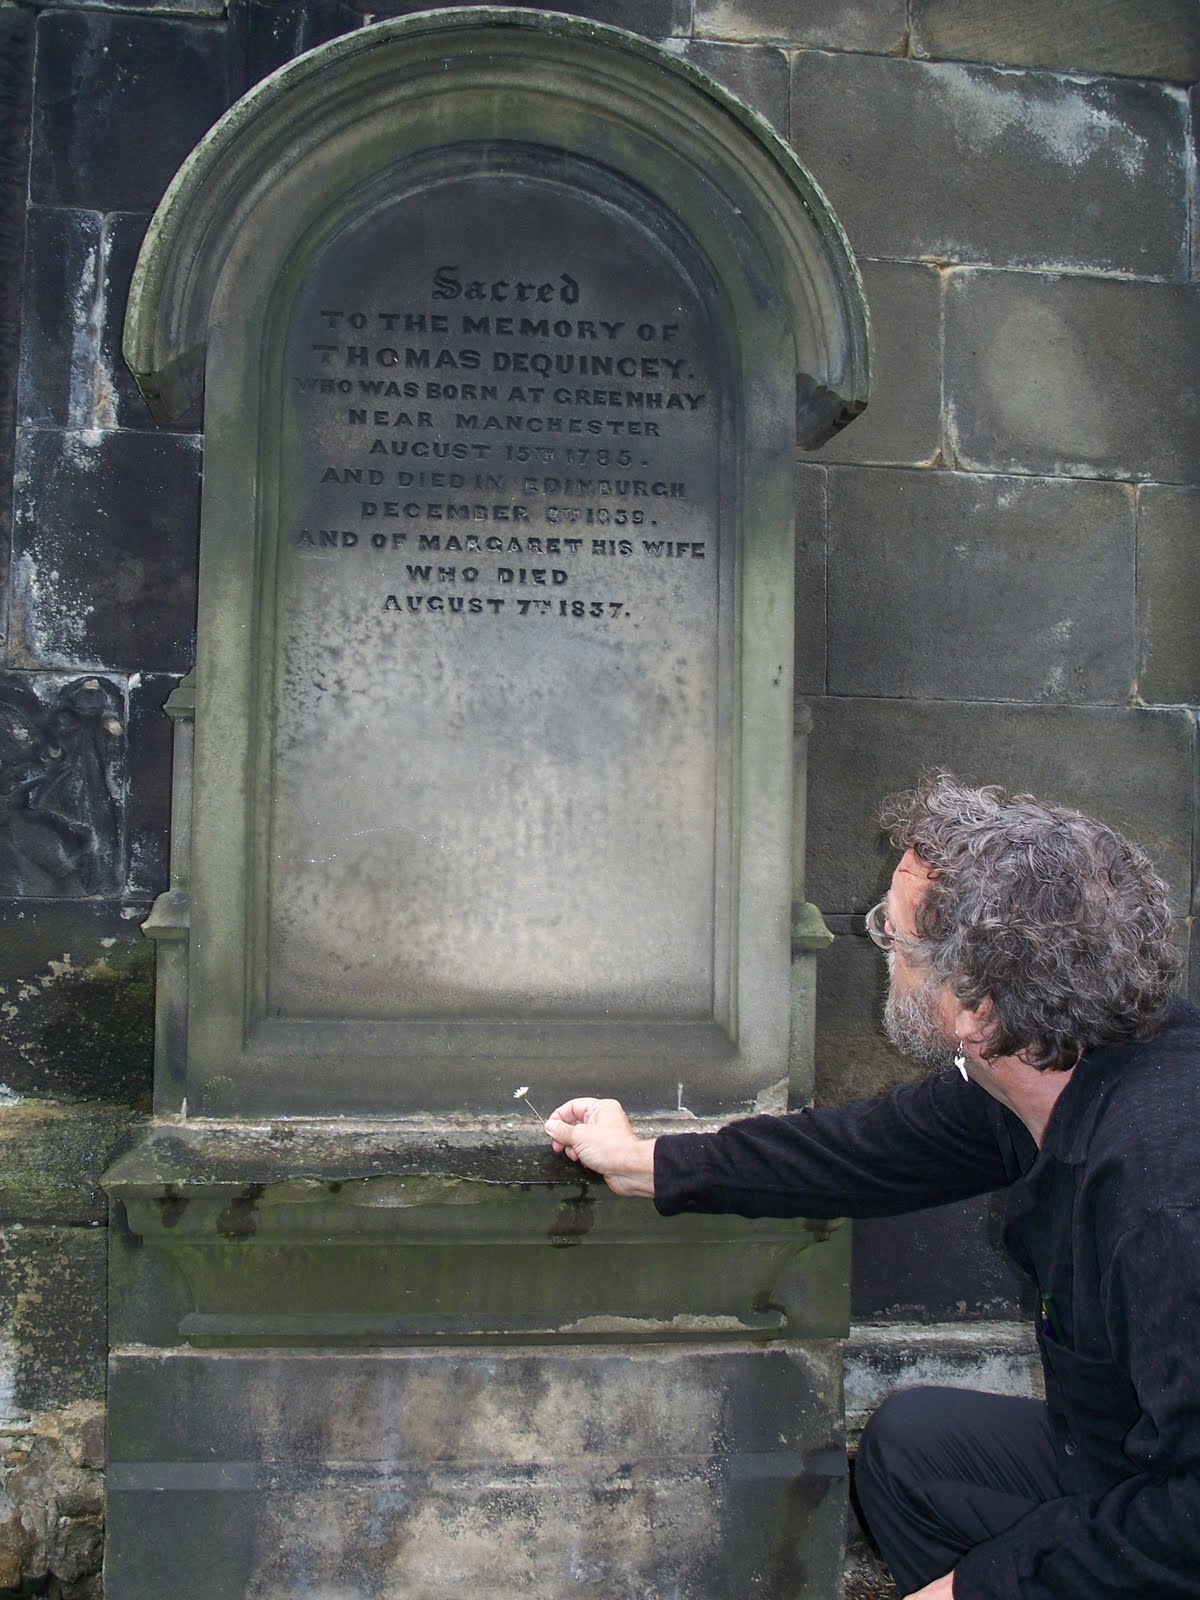 Sacred
TO THE MEMORY OF
THOMAS DEQUINCEY.
WHO WAS BORN AT GREENHAY
NEAR MANCHESTER
AUGUST 15TH 1785.
AND DIED IN EDINBURGH
DECEMBER 8TH 1859.
AND OF MARGARET HIS WIFE
WHO DIED
AUGUST 7TH 1837.